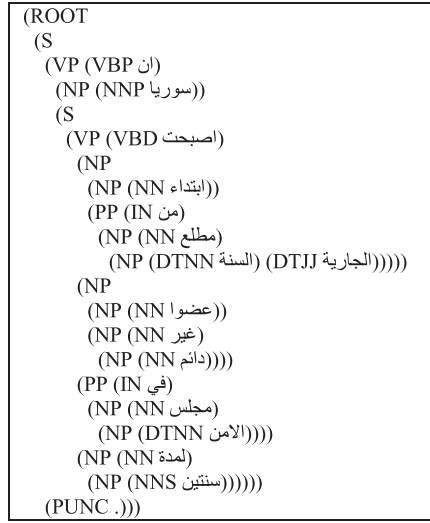 (ROOT
(S
(VP (VBP ان)
(NP (NNP سوريا))
(S
(VP (VBD اصبحت)
(NP
(NP (NN ابتداء))
(PP (IN من)
(NP (NN مطلع)
(NP (DTNN السنة) (DTJJ الجارية)))))
(NP
(NP (NN عضوا))
(NP (NN غير)
(NP (NN دائم))))
(PP (IN في)
(NP (NN مجلس)
(NP (DTNN الامن))))
(NP (NN لمدة)
(NP (NNS سنتين))))))
(PUNC .)))